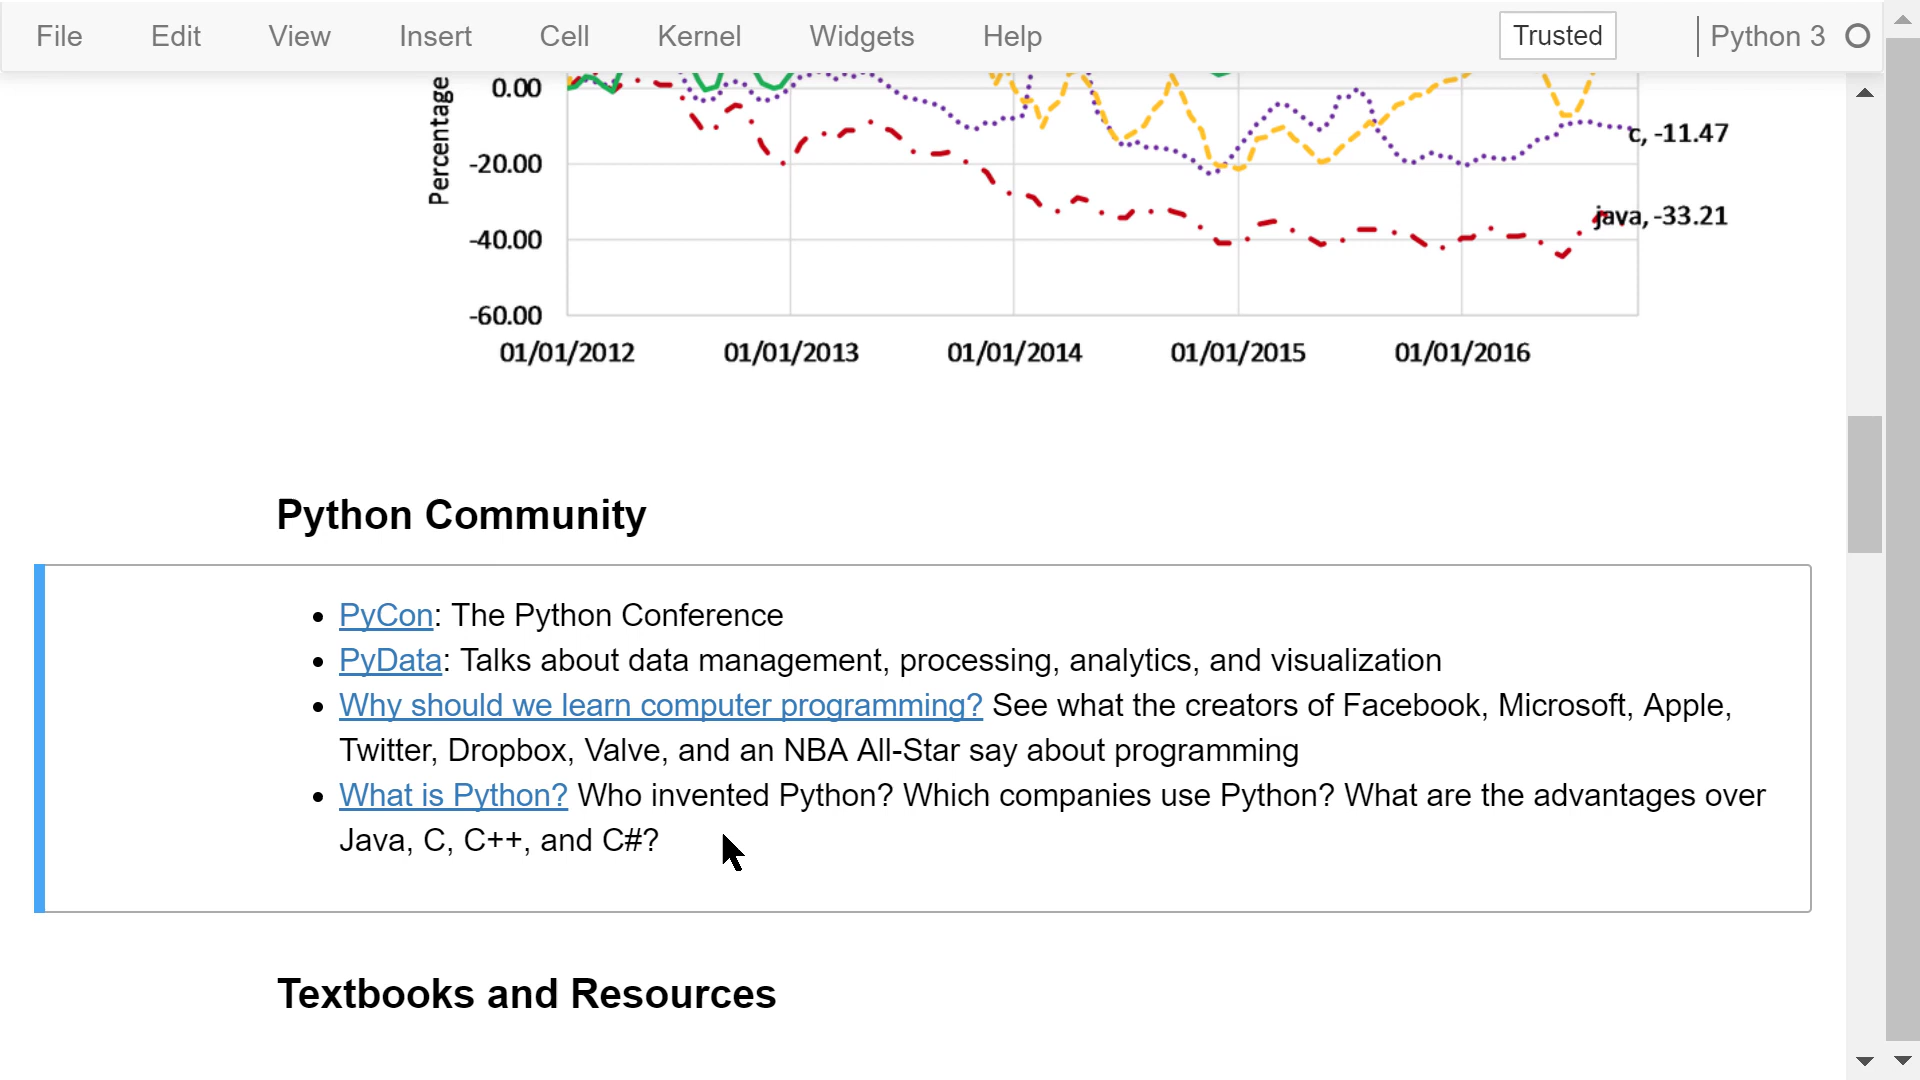 File Edit View Insert Cell Kernel Widgets Help Trusted Python 3
Percentage
0.00
c, -11.47
-20.00
java, -33.21
-40.00
-60.00
01/01/2012 01/01/2013 01/01/2014 01/01/2015 01/01/2016
Python Community
PyCon: The Python Conference
PyData: Talks about data management, processing, analytics, and visualization
Why should we learn computer programming? See what the creators of Facebook, Microsoft, Apple,
Twitter, Dropbox, Valve, and an NBA All-Star say about programming
What is Python? Who invented Python? Which companies use Python? What are the advantages over
Java, C, C++, and C#?
Textbooks and Resources